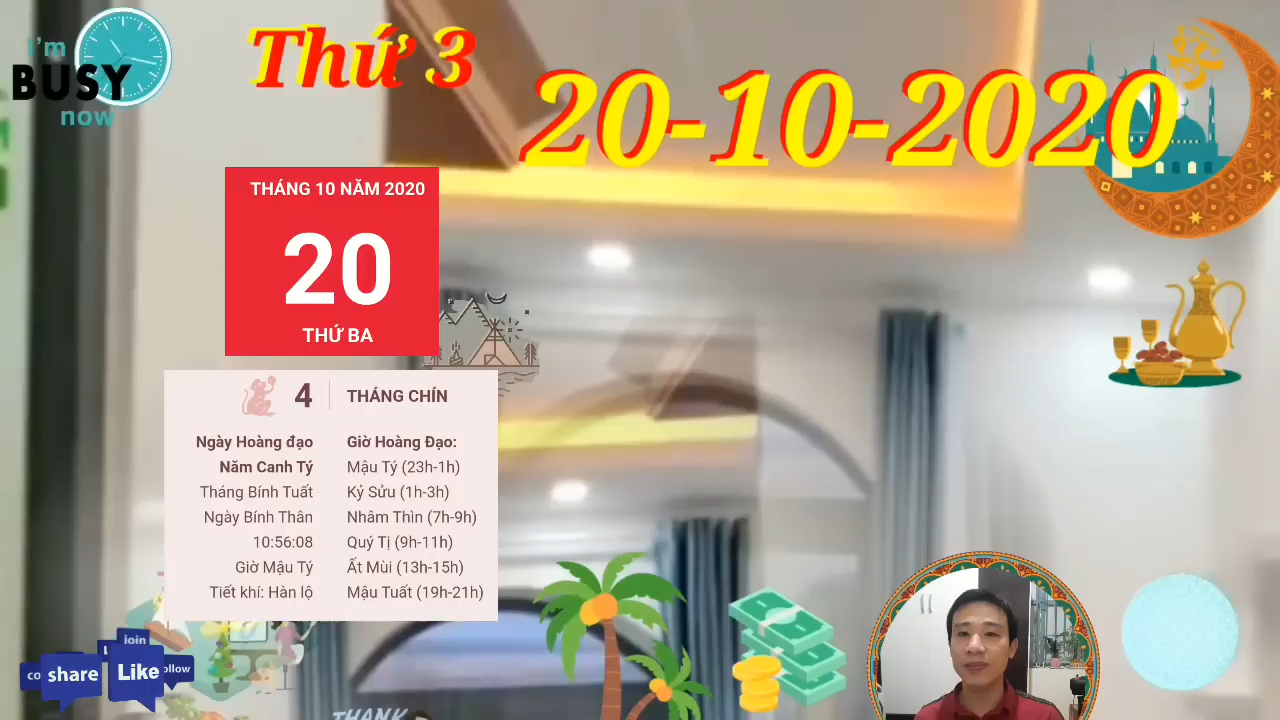 I'm
BUSY
now
Thứ 3
20-10-2020
THÁNG 10 NĂM 2020
20
THỨ BA
4
THÁNG CHÍN
Ngày Hoàng đạo
Năm Canh Tý
Tháng Bính Tuất
Ngày Bính Thân
10:56:08
Giờ Mậu Tý
Tiết khí: Hàn lộ
Giờ Hoàng Đạo:
Mậu Tý (23h-1h)
Kỷ Sửu (1h-3h)
Nhâm Thìn (7h-9h)
Quý Tị (9h-11h)
Ất Mùi (13h-15h)
Mậu Tuất (19h-21h)
join
share
Like
THANK